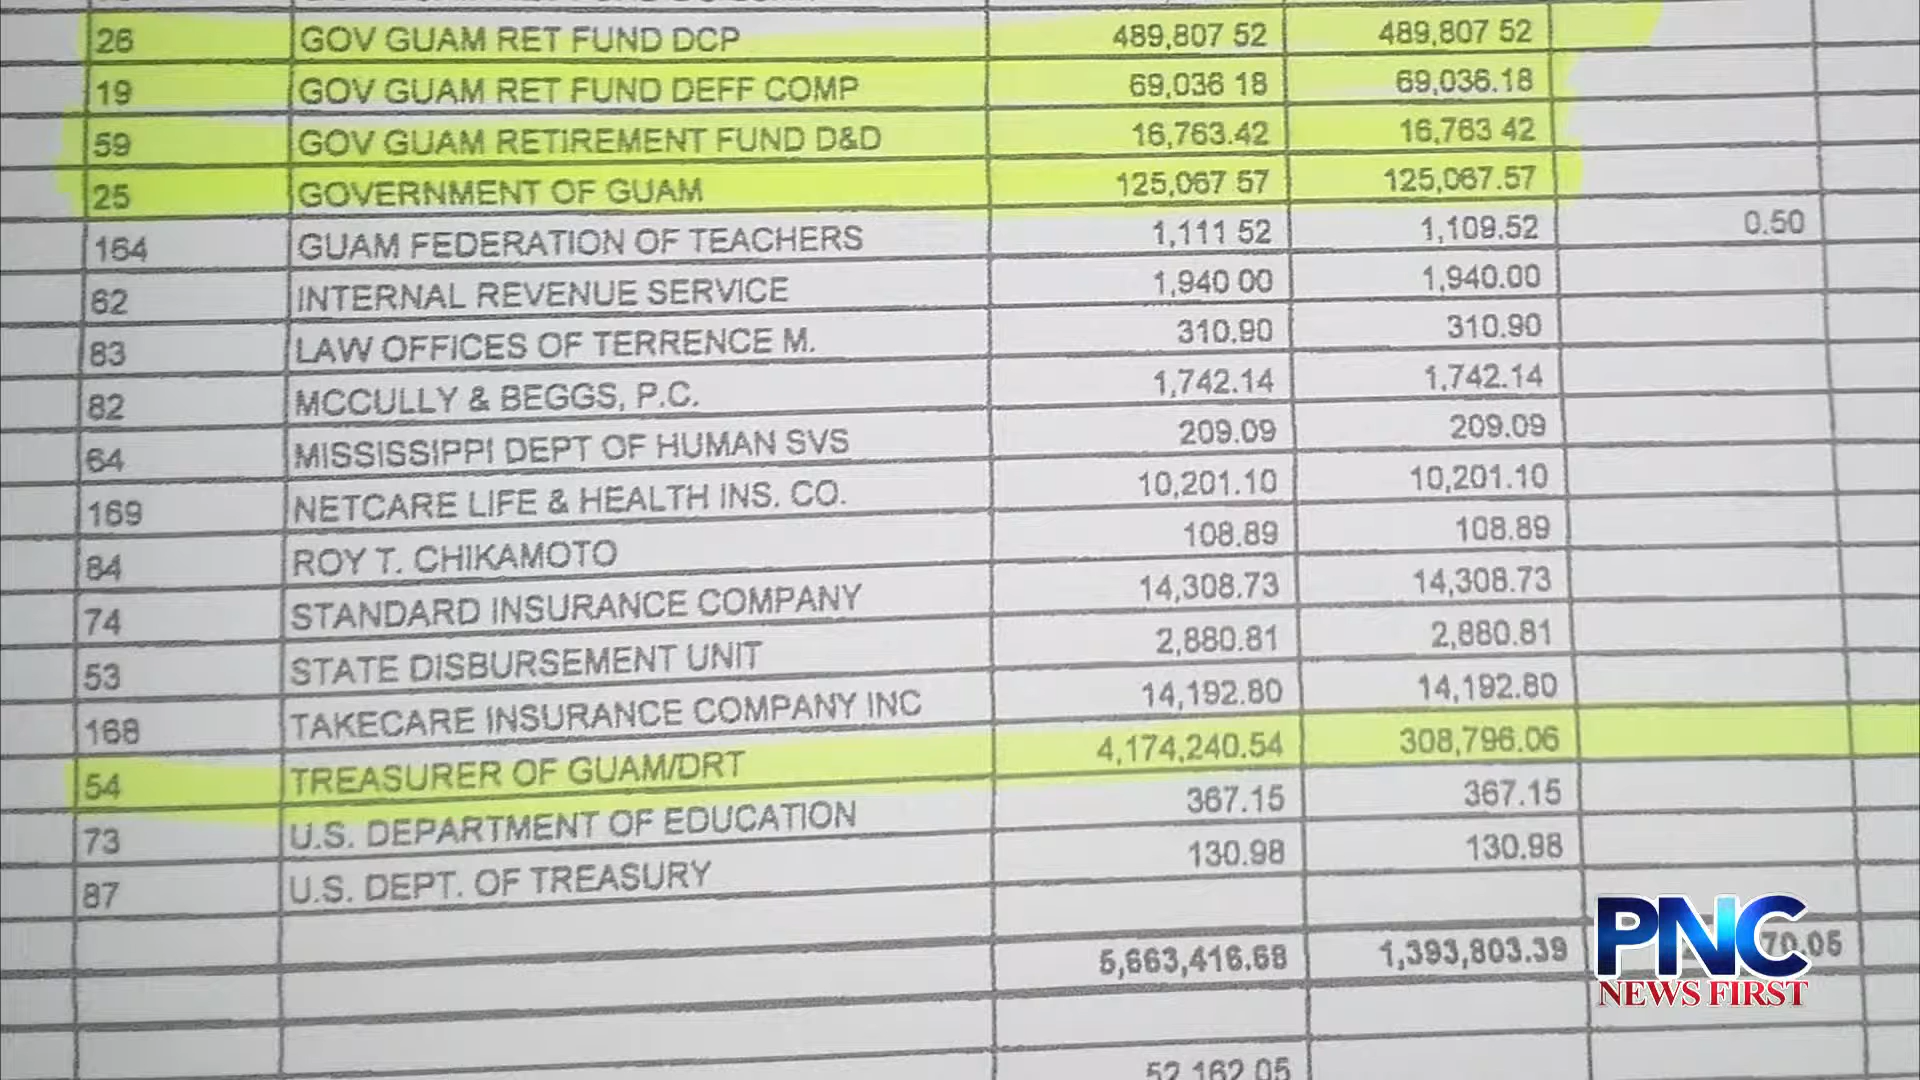 26 GOV GUAM RET FUND DCP 489,807 52 489,807 52
19 GOV GUAM RET FUND DEFF COMP 69,036 18 69,036.18
59 GOV GUAM RETIREMENT FUND D&D 16,763.42 16,763 42
25 GOVERNMENT OF GUAM 125,067 57 125,067.57
164 GUAM FEDERATION OF TEACHERS 1,111 52 1,109.52 0.50
62 INTERNAL REVENUE SERVICE 1,940 00 1,940.00
83 LAW OFFICES OF TERRENCE M. 310.90 310.90
82 MCCULLY & BEGGS, P.C. 1,742.14 1,742.14
64 MISSISSIPPI DEPT OF HUMAN SVS 209.09 209.09
169 NETCARE LIFE & HEALTH INS. CO. 10,201.10 10,201.10
84 ROY T. CHIKAMOTO 108.89 108.89
74 STANDARD INSURANCE COMPANY 14,308.73 14,308.73
53 STATE DISBURSEMENT UNIT 2,880.81 2,880.81
168 TAKECARE INSURANCE COMPANY INC 14,192.80 14,192.80
54 TREASURER OF GUAM/DRT 4,174,240.54 308,796.06
73 U.S. DEPARTMENT OF EDUCATION 367.15 367.15
87 U.S. DEPT. OF TREASURY 130.98 130.98
5,663,416.68 1,393,803.39 70.05
52,162.05
PNC
NEWS FIRST